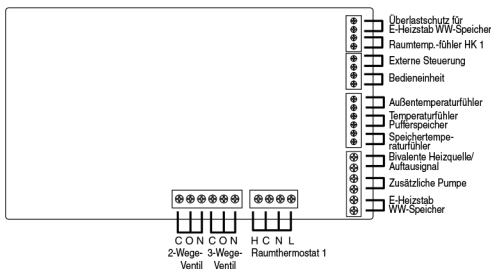 Überlastschutz für
E-Heizstab WW-Speicher
Raumtemp.-fühler HK 1
Externe Steuerung
Bedieneinheit
Außentemperaturfühler
Temperaturfühler
Pufferspeicher
Speichertempe-
raturfühler
Bivalente Heizquelle/
Auftausignal
Zusätzliche Pumpe
E-Heizstab
WW-Speicher
C O N C O N H C N L
2-Wege- 3-Wege- Raumthermostat 1
Ventil Ventil